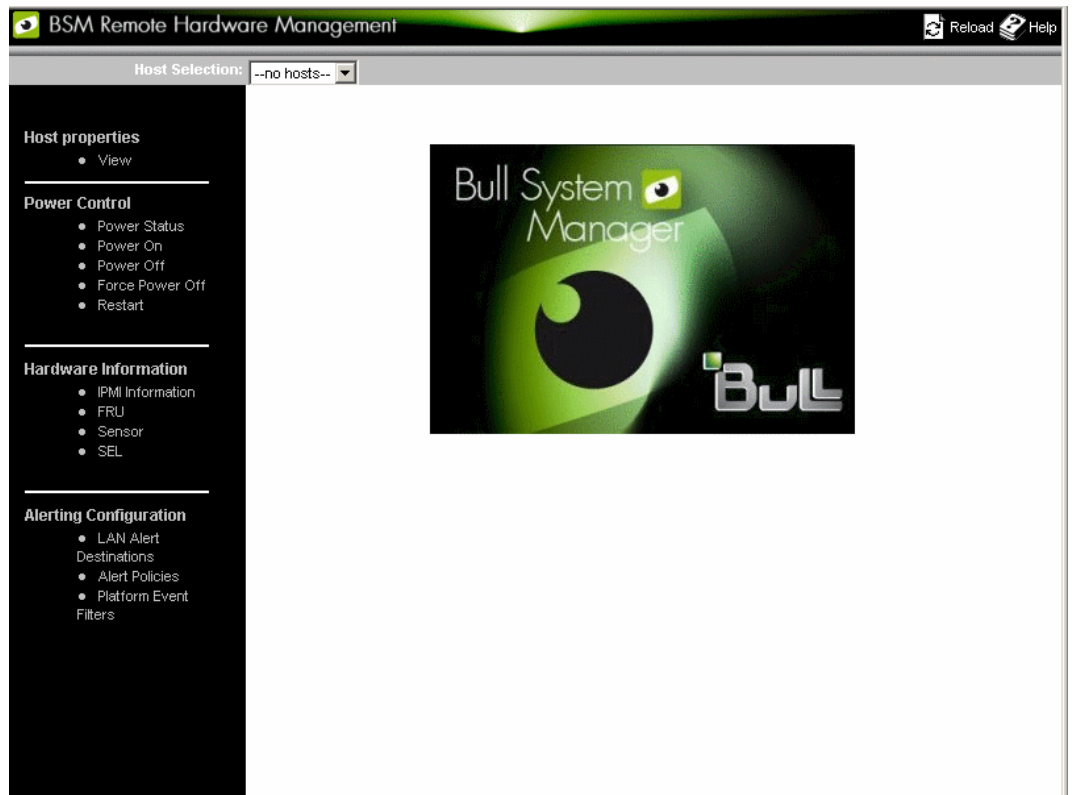 BSM Remote Hardware Management
Reload Help
Host Selection: --no hosts--
Host properties
View
Power Control
Power Status
Power On
Power Off
Force Power Off
Restart
Hardware Information
IPMI Information
FRU
Sensor
SEL
Alerting Configuration
LAN Alert
Destinations
Alert Policies
Platform Event
Filters
Bull System
Manager
Bull